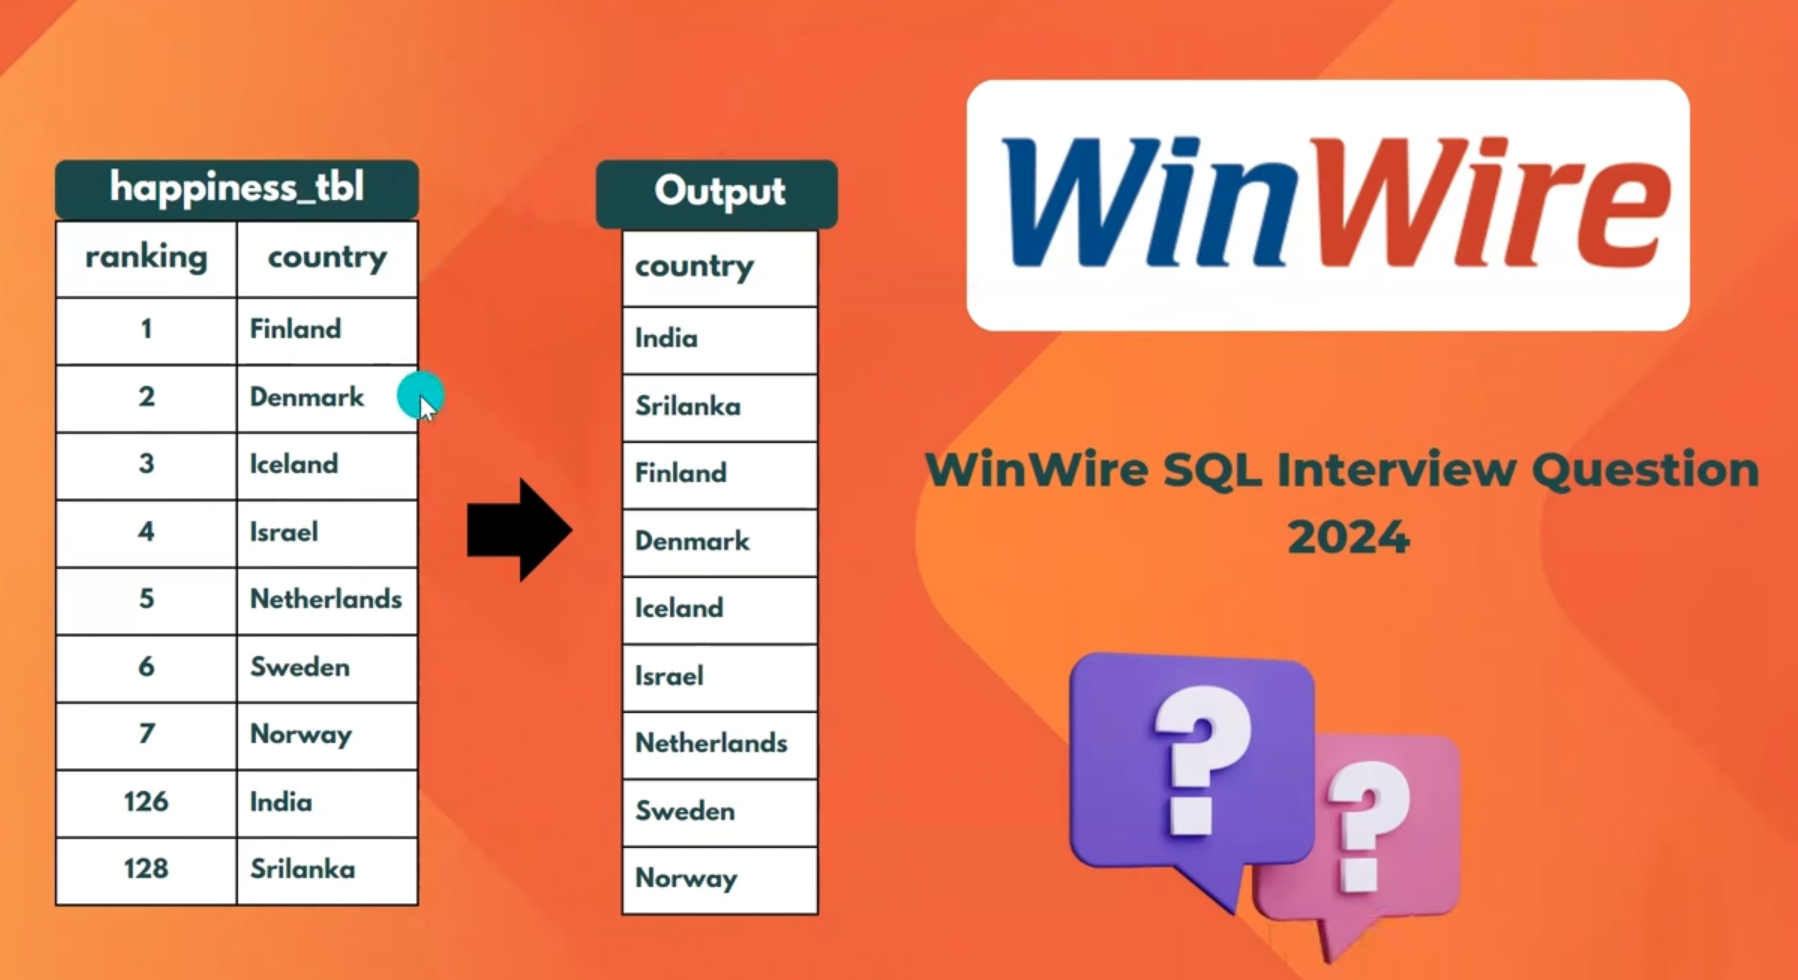 happiness_tbl
ranking country
1 Finland
2 Denmark
3 Iceland
4 Israel
5 Netherlands
6 Sweden
7 Norway
126 India
128 Srilanka
Output
country
India
Srilanka
Finland
Denmark
Iceland
Israel
Netherlands
Sweden
Norway
WinWire
WinWire SQL Interview Question
2024
?
?